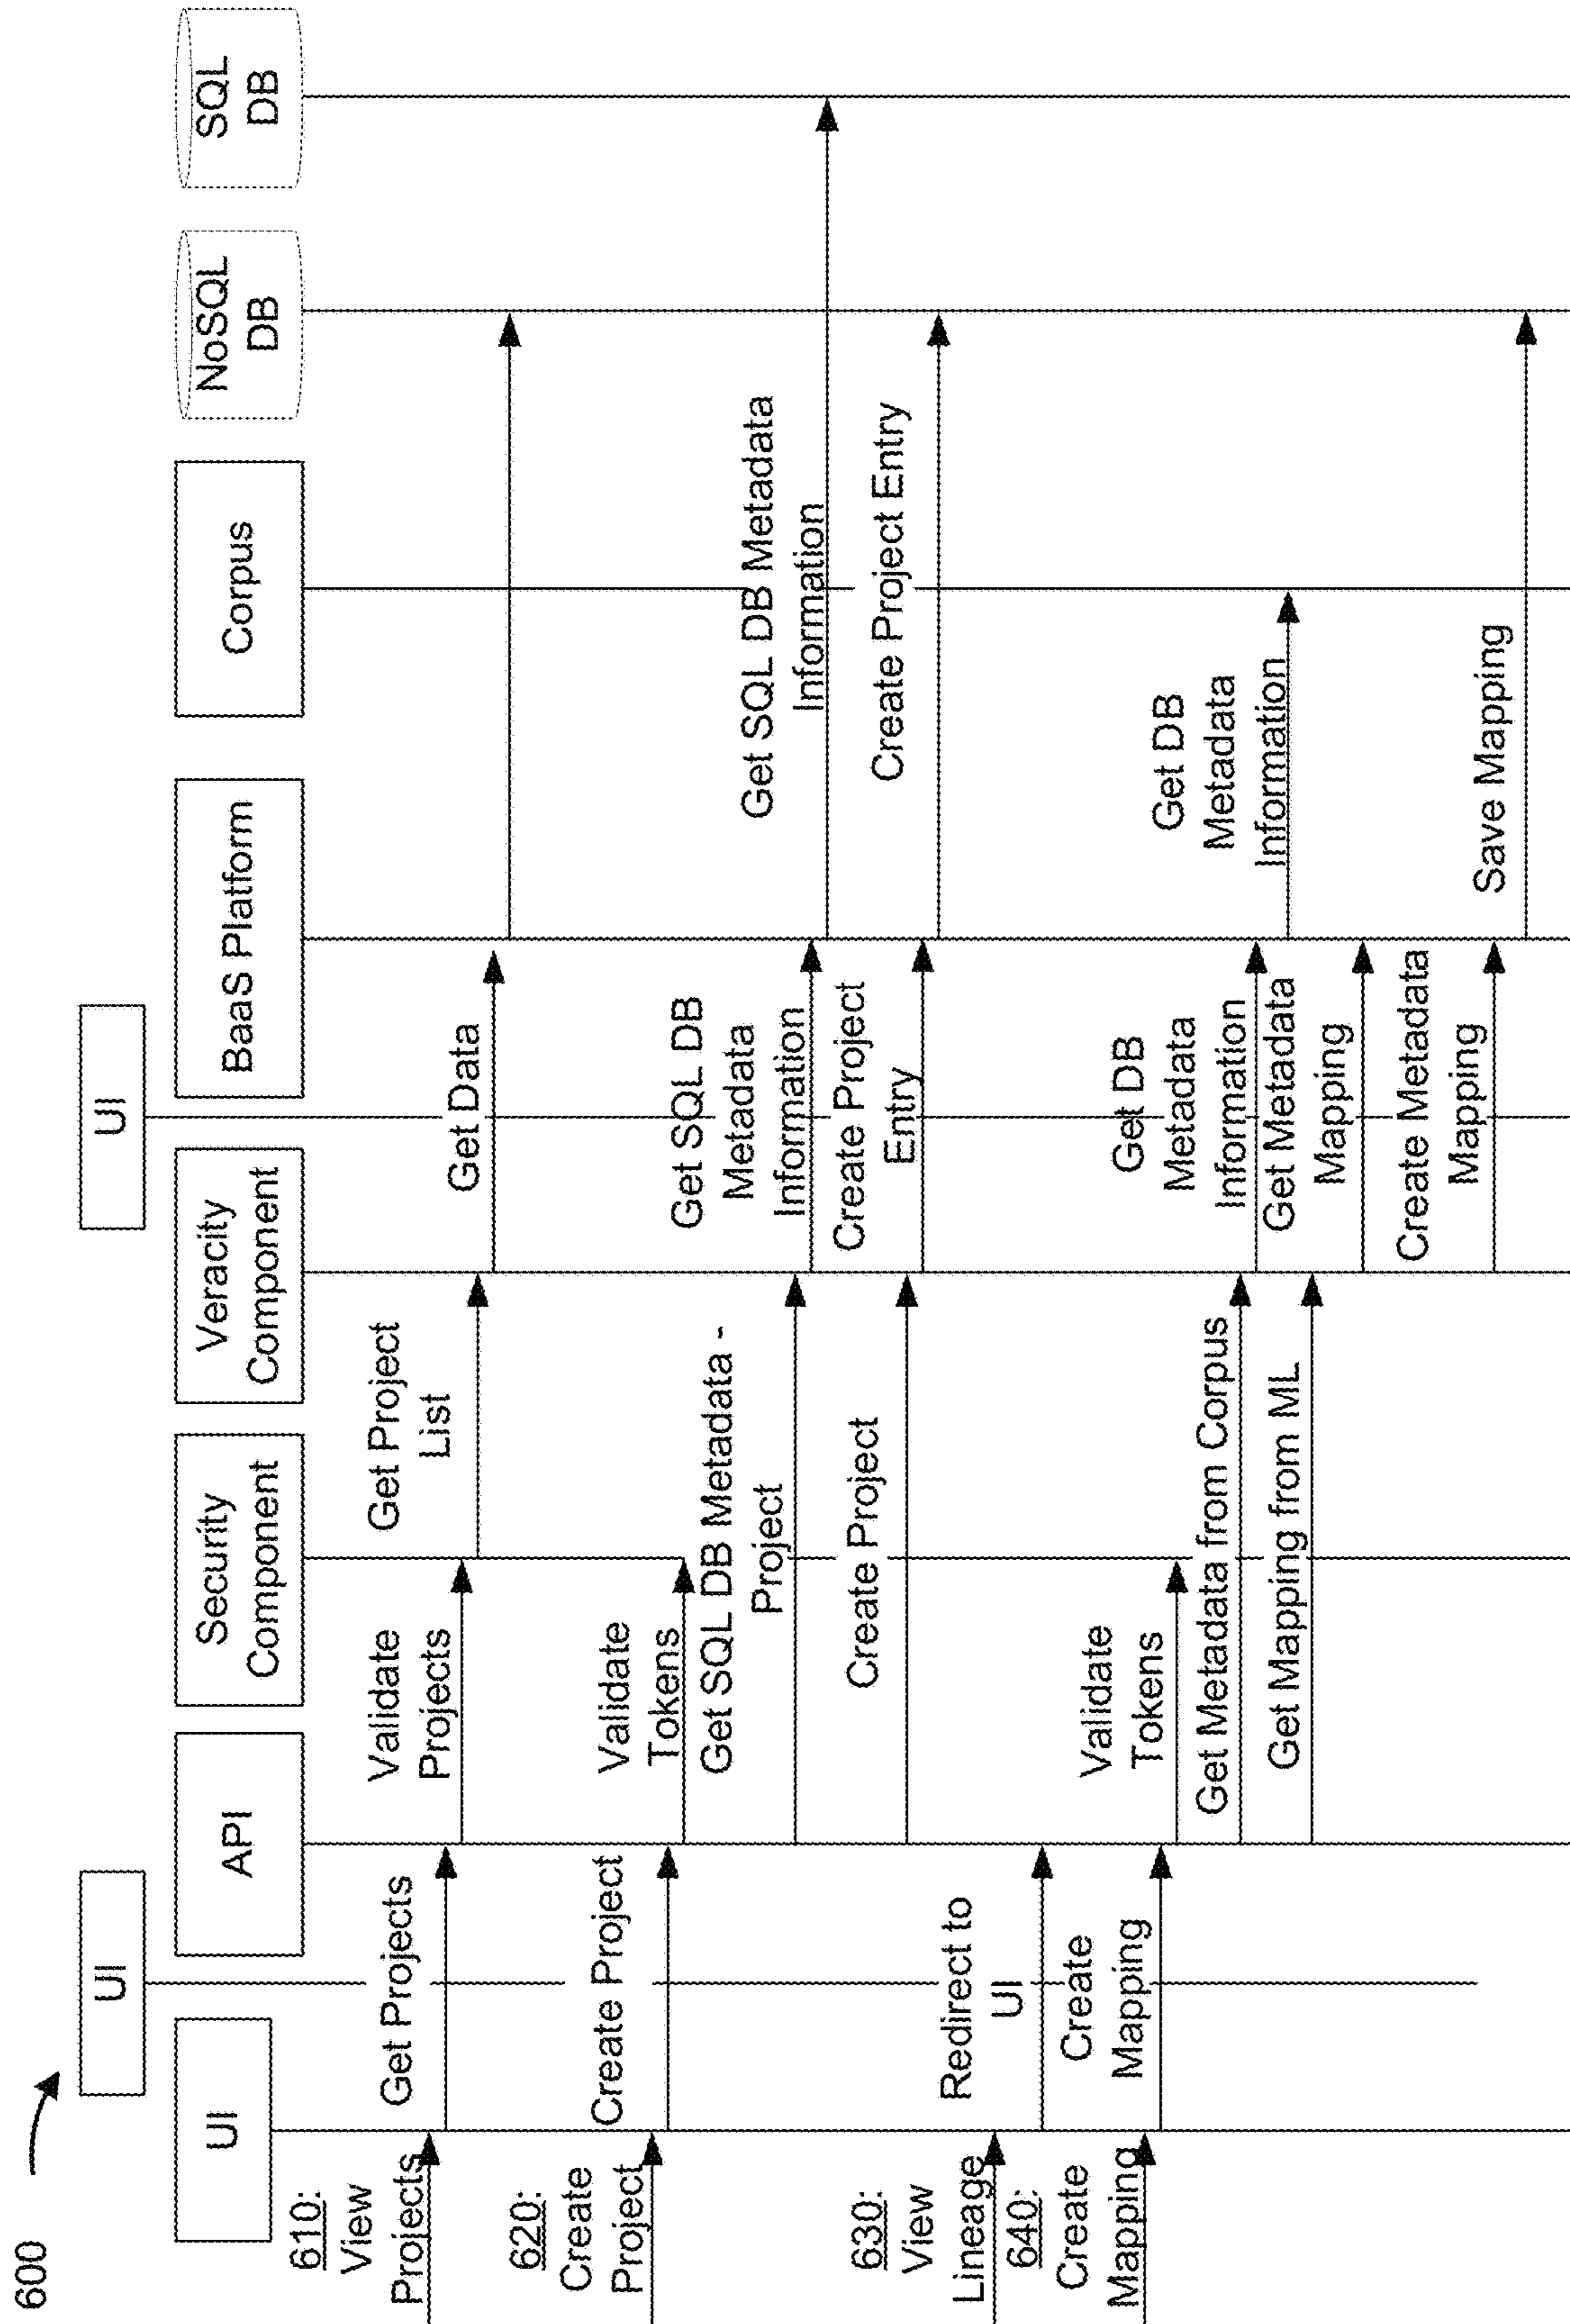 600
UI
UI
UI
API
Security
Component
Veracity
Component
BaaS Platform
Corpus
NoSQL
DB
SQL
DB
610:
View
Projects
Get Projects
Validate
Projects
Get Project
List
Get Data
620:
Create
Project
Create Project
Validate
Tokens
Get SQL DB Metadata -
Project
Get SQL DB
Metadata
Information
Get SQL DB Metadata
Information
Create Project
Create Project
Entry
Create Project Entry
630:
View
Lineage
Redirect to
UI
640:
Create
Mapping
Create
Mapping
Validate
Tokens
Get Metadata from Corpus
Get DB
Metadata
Information
Get DB
Metadata
Information
Get Mapping from ML
Get Metadata
Mapping
Create Metadata
Mapping
Save Mapping